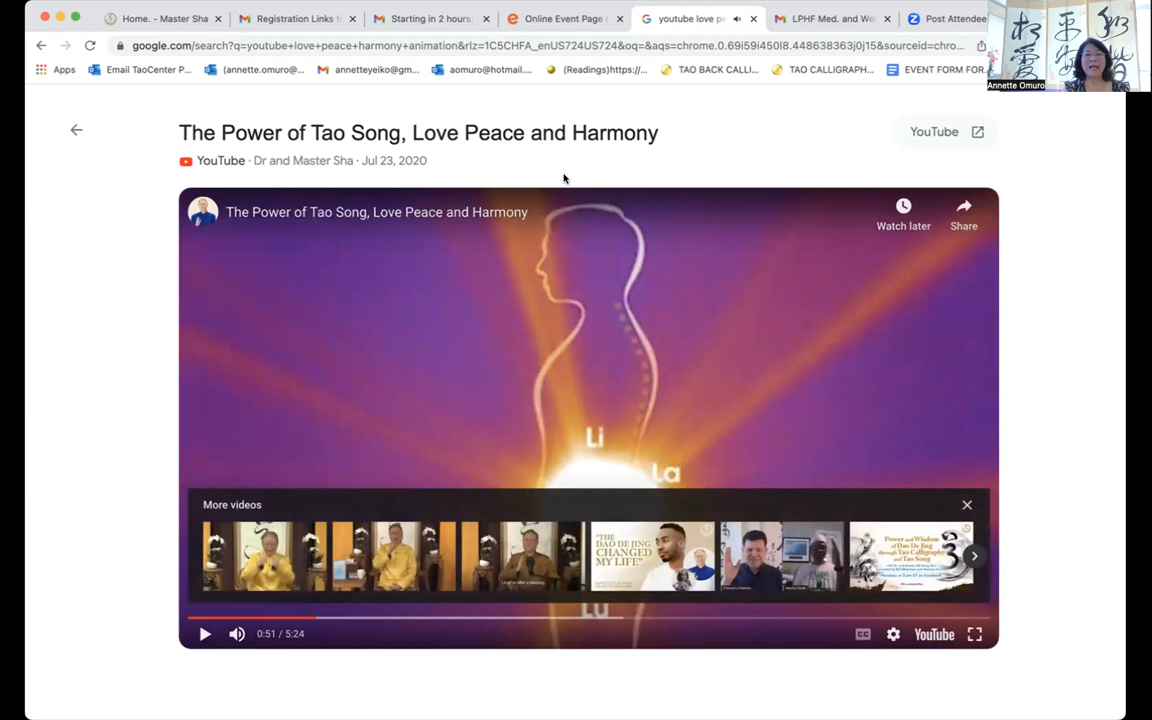 Home. - Master Sha
Registration Links f
Starting in 2 hours:
Online Event Page
youtube love pe
LPHF Med. and We
Post Attendee
google.com/search?q=youtube+love+peace+harmony+animation&rlz=1C5CHFA_enUS724US724&oq=&aqs=chrome.0.69i59i450l8.448638363j0j15&sourceid=chro...
Apps
Email TaoCenter P...
(annette.omuro@...
annetteyeiko@gm...
aomuro@hotmail....
(Readings)https://...
TAO BACK CALLI...
TAO CALLIGRAPH...
EVENT FORM FOR
Annette Omuro
The Power of Tao Song, Love Peace and Harmony
YouTube
YouTube · Dr and Master Sha · Jul 23, 2020
The Power of Tao Song, Love Peace and Harmony
Watch later
Share
Li
La
More videos
"THE
DAO DE JING
CHANGED
MY LIFE"
Power and Wisdom
of Dao De Jing
through Tao Calligraphy
and Tao Song
Lu
0:51 / 5:24
CC
YouTube